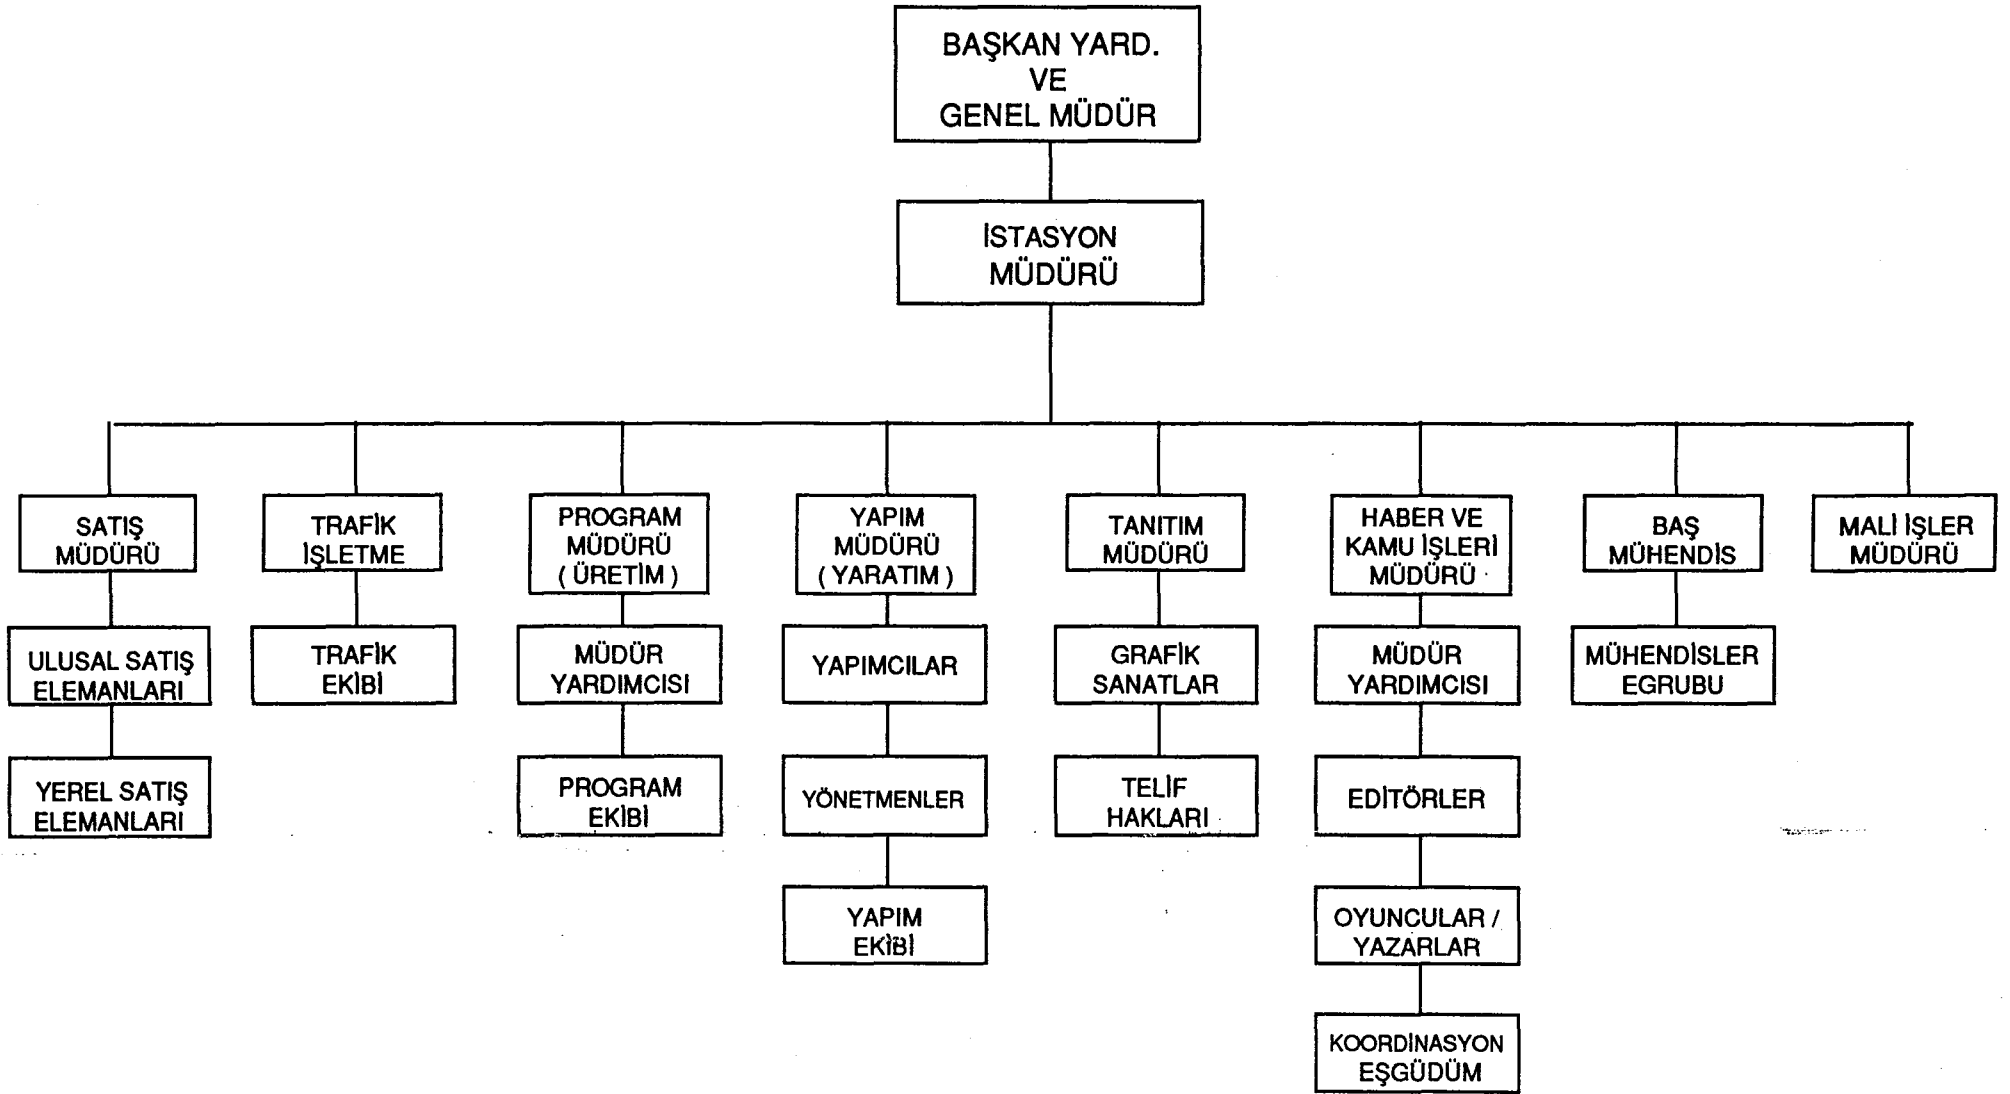 BAŞKAN YARD.
VE
GENEL MÜDÜR
İSTASYON
MÜDÜRÜ
SATIŞ
MÜDÜRÜ
TRAFİK
İŞLETME
PROGRAM
MÜDÜRÜ
( ÜRETİM )
YAPIM
MÜDÜRÜ
( YARATIM )
TANITIM
MÜDÜRÜ
HABER VE
KAMU İŞLERİ
MÜDÜRÜ
BAŞ
MÜHENDİS
MALİ İŞLER
MÜDÜRÜ
ULUSAL SATIŞ
ELEMANLARI
TRAFİK
EKİBİ
MÜDÜR
YARDIMCISI
YAPIMCILAR
GRAFİK
SANATLAR
MÜDÜR
YARDIMCISI
MÜHENDİSLER
EGRUBU
YEREL SATIŞ
ELEMANLARI
PROGRAM
EKİBİ
YÖNETMENLER
TELİF
HAKLARI
EDİTÖRLER
YAPIM
EKİBİ
OYUNCULAR /
YAZARLAR
KOORDİNASYON
EŞGÜDÜM